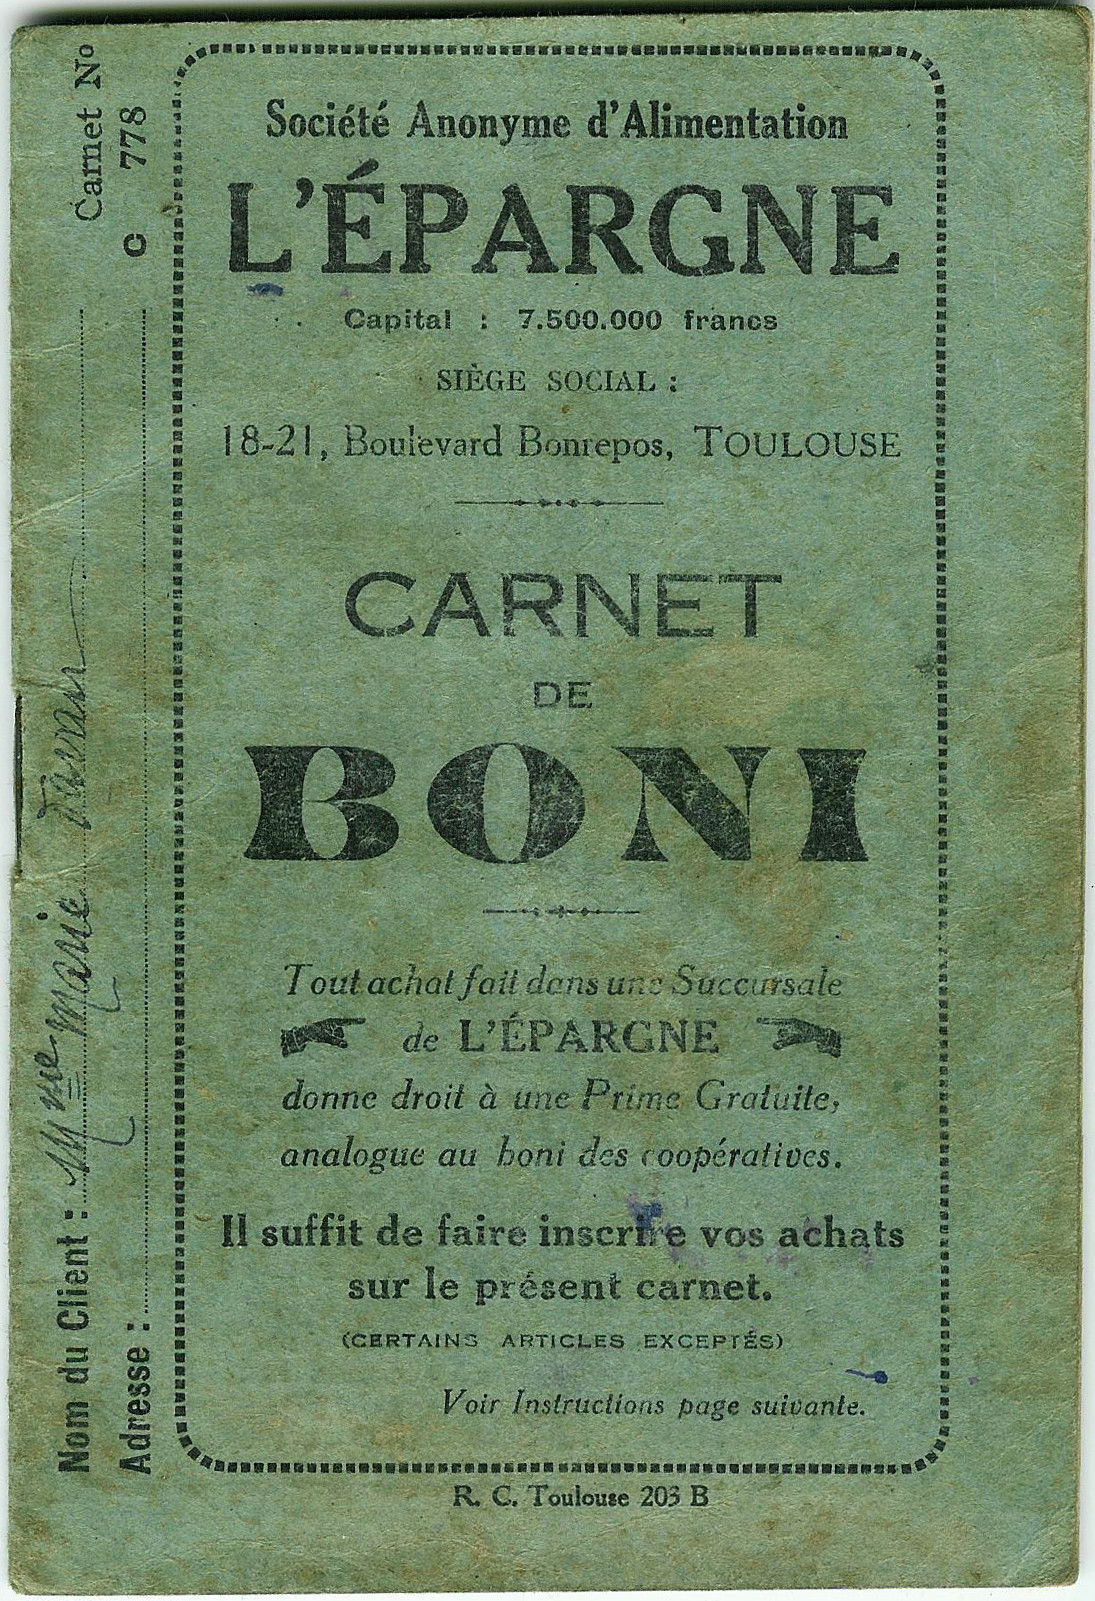 Société Anonyme d'Alimentation
L'ÉPARGNE
Capital : 7.500.000 francs
SIÈGE SOCIAL :
18-21, Boulevard Bonrepos, TOULOUSE
CARNET
DE
BONI
Tout achat fait dans une Succursale
de L'ÉPARGNE
donne droit à une Prime Gratuite,
analogue au boni des coopératives.
Il suffit de faire inscrire vos achats
sur le présent carnet.
(CERTAINS ARTICLES EXCEPTÉS)
Voir Instructions page suivante.
R. C. Toulouse 203 B
Carnet No
C 778
Nom du Client : Mme Marie
Adresse :